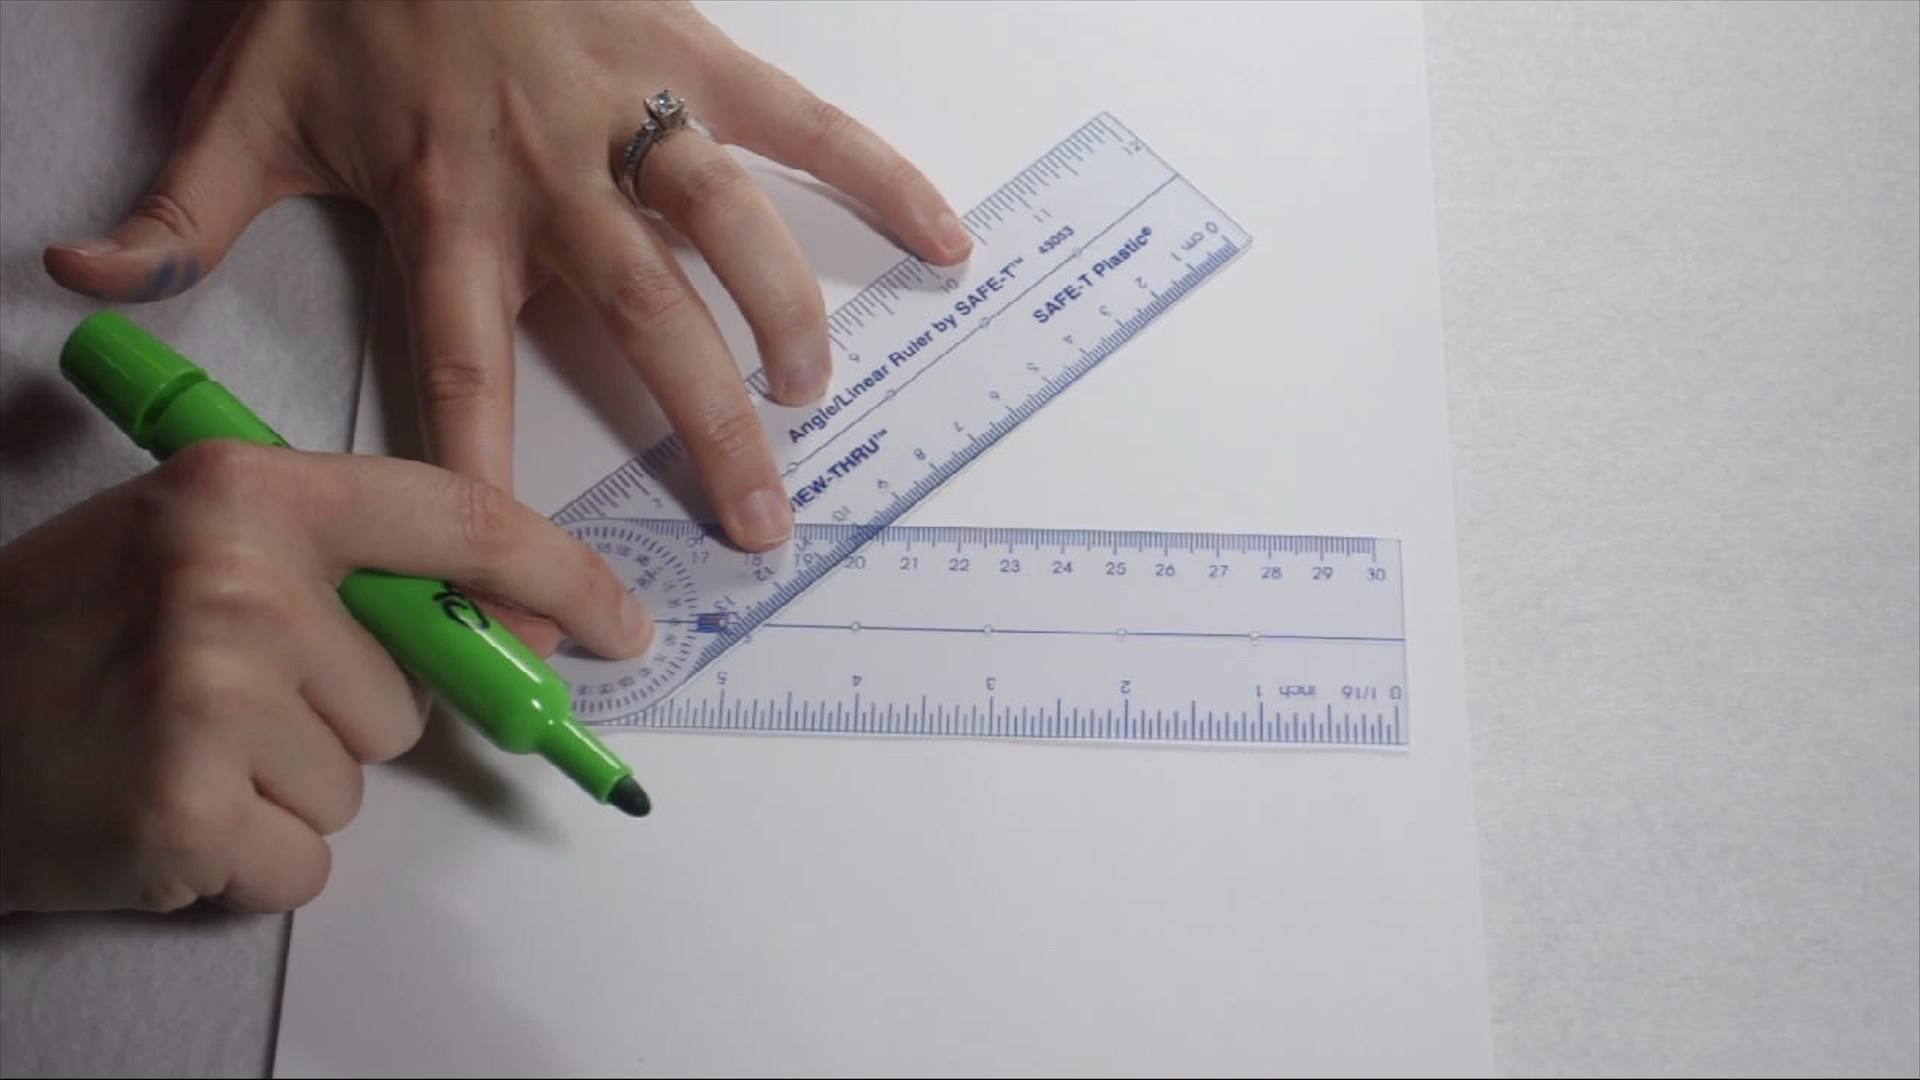 12
11
10
9
Angle/Linear Ruler by SAFE-T™ 43053
SAFE-T Plastic®
VIEW-THRU™
0 cm 1 2 3 4 5 6 7 8 9 10
12 13
17 18 19 20 21 22 23 24 25 26 27 28 29 30
5 4 3 2 1 inch 1/16 0